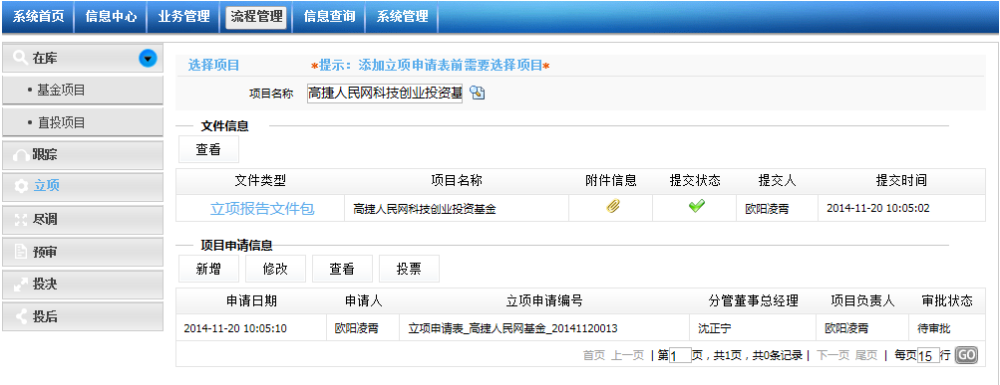 系统首页 信息中心 业务管理 流程管理 信息查询 系统管理
在库
• 基金项目
• 直投项目
跟踪
立项
尽调
预审
投决
投后
选择项目 *提示：添加立项申请表前需要选择项目*
项目名称 高捷人民网科技创业投资基
文件信息
查看
文件类型 项目名称 附件信息 提交状态 提交人 提交时间
立项报告文件包 高捷人民网科技创业投资基金 欧阳凌霄 2014-11-20 10:05:02
项目申请信息
新增 修改 查看 投票
申请日期 申请人 立项申请编号 分管董事总经理 项目负责人 审批状态
2014-11-20 10:05:10 欧阳凌霄 立项申请表_高捷人民网基金_20141120013 沈正宁 欧阳凌霄 待审批
首页 上一页 | 第1页，共1页，共0条记录 | 下一页 尾页 | 每页15行 GO